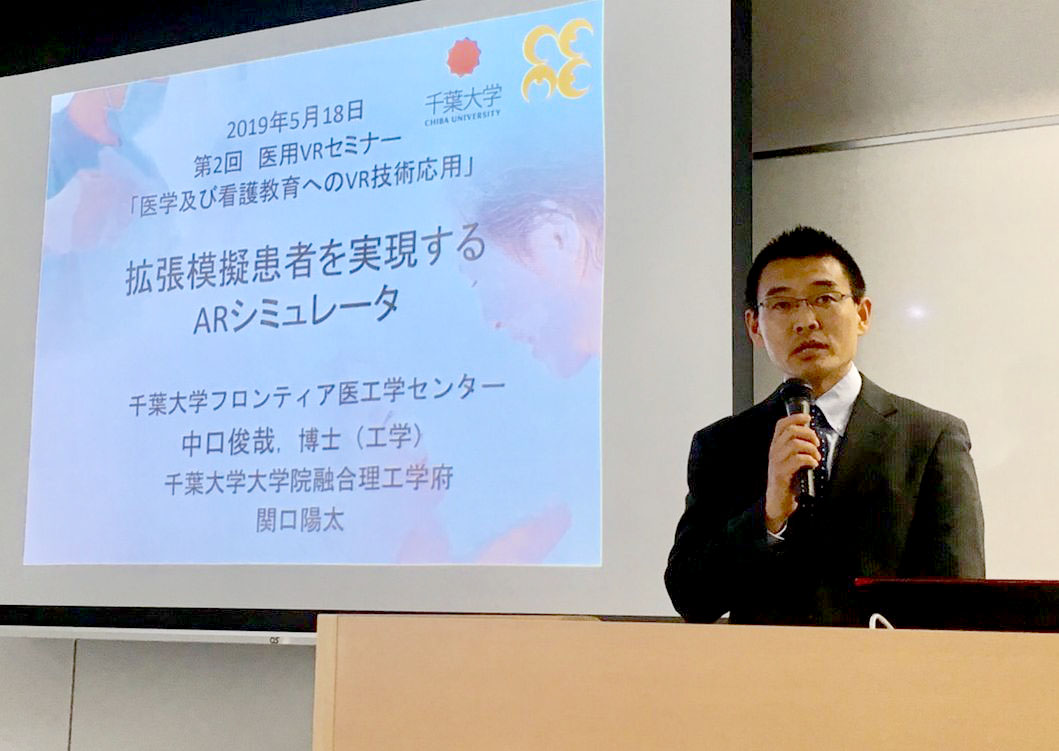 千葉大学
CHIBA UNIVERSITY
2019年5月18日
第2回 医用VRセミナー
「医学及び看護教育へのVR技術応用」
拡張模擬患者を実現する
ARシミュレータ
千葉大学フロンティア医工学センター
中口俊哉, 博士（工学）
千葉大学大学院融合理工学府
関口陽太
OS